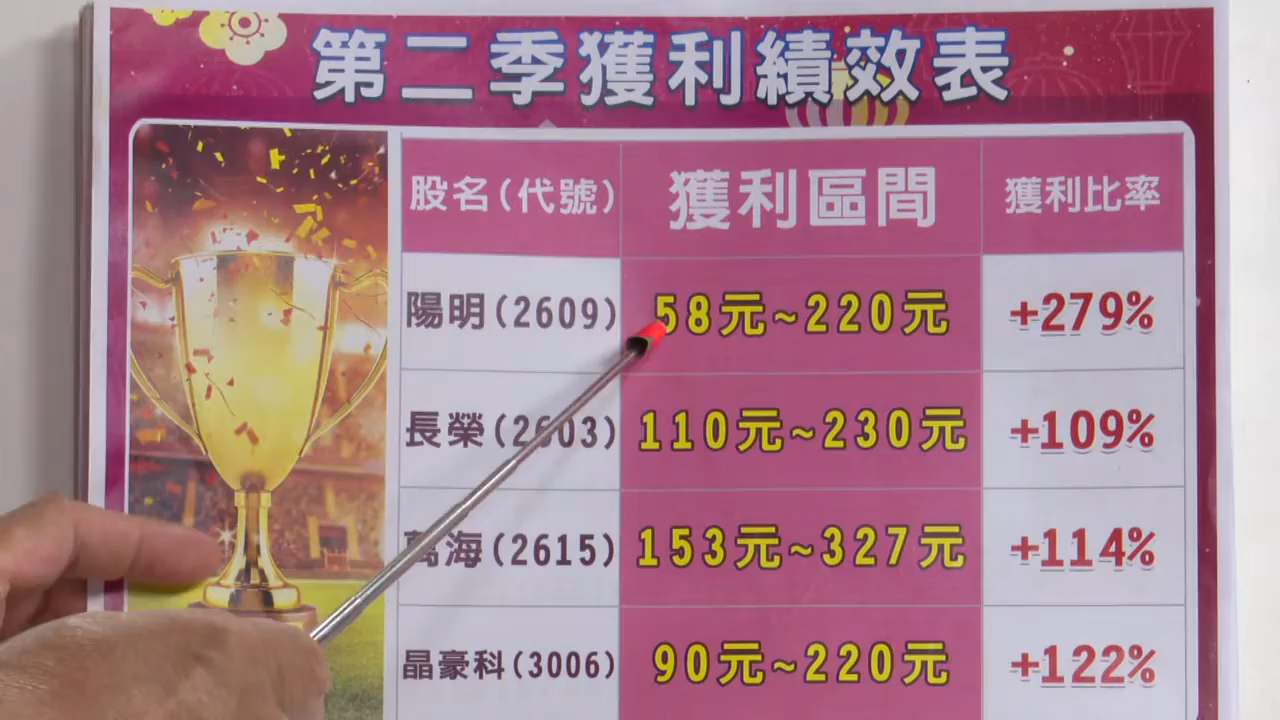 第二季獲利績效表
股名(代號) 獲利區間 獲利比率
陽明(2609) 58元~220元 +279%
長榮(2603) 110元~230元 +109%
萬海(2615) 153元~327元 +114%
晶豪科(3006) 90元~220元 +122%